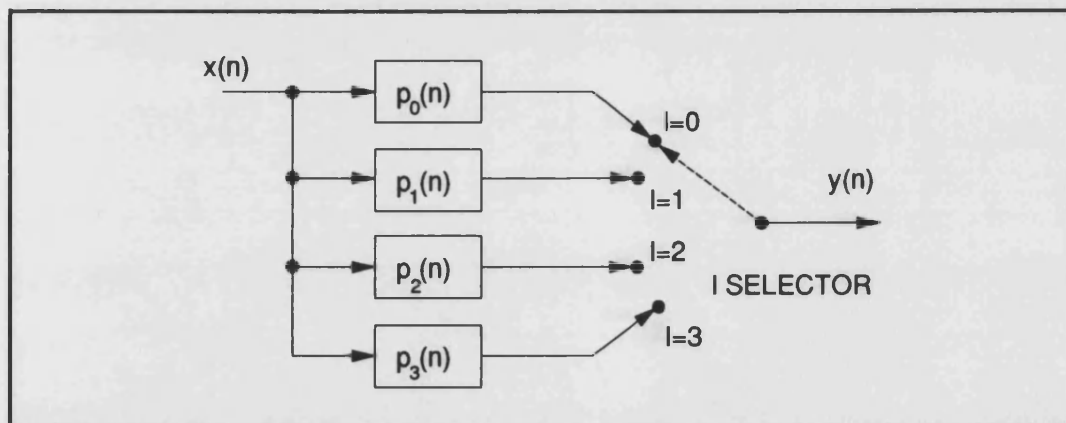 x(n)
p0(n)
l=0
p1(n)
l=1
y(n)
p2(n)
l=2
l SELECTOR
p3(n)
l=3